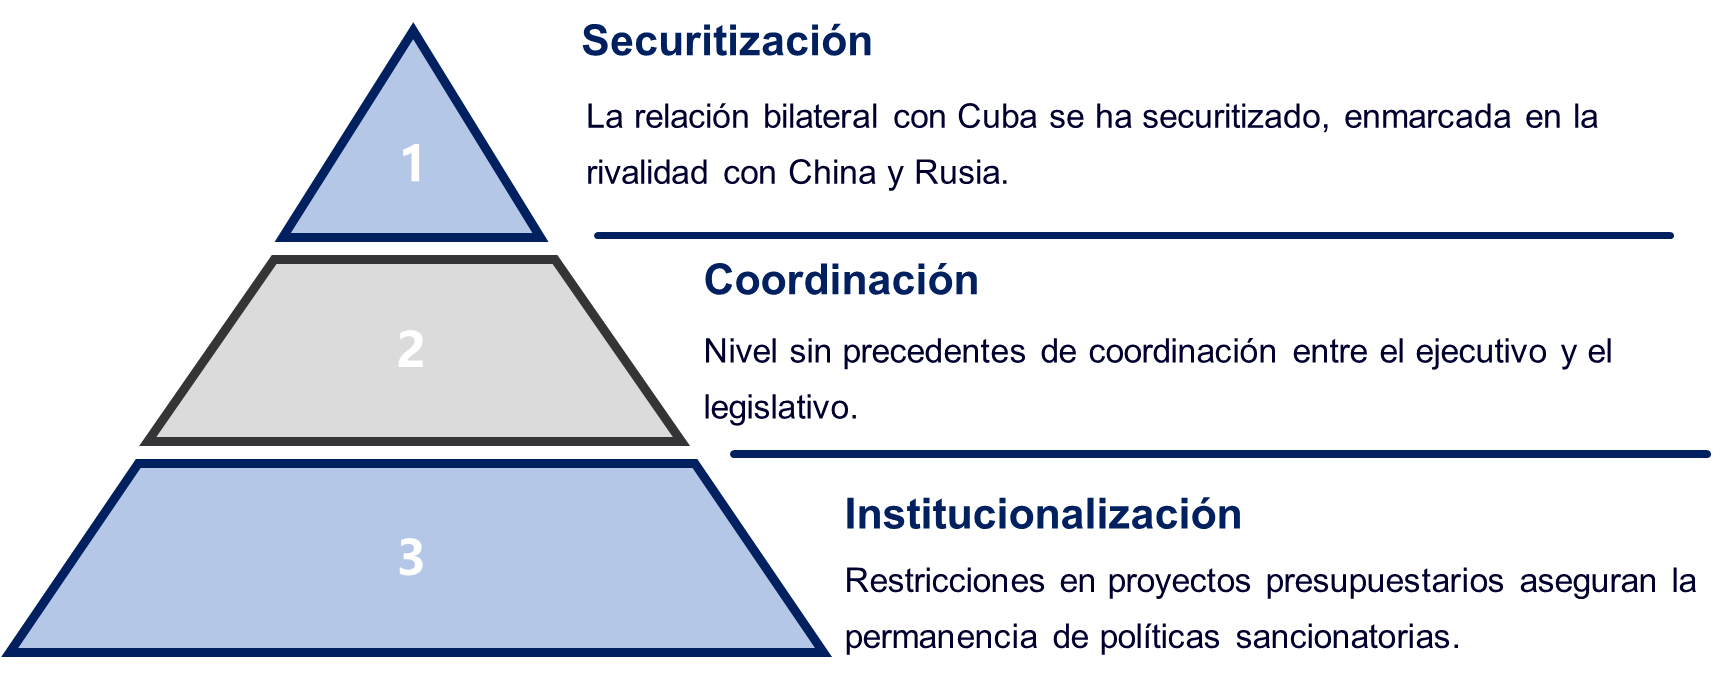 1
Securitización
La relación bilateral con Cuba se ha securitizado, enmarcada en la
rivalidad con China y Rusia.
2
Coordinación
Nivel sin precedentes de coordinación entre el ejecutivo y el
legislativo.
3
Institucionalización
Restricciones en proyectos presupuestarios aseguran la
permanencia de políticas sancionatorias.